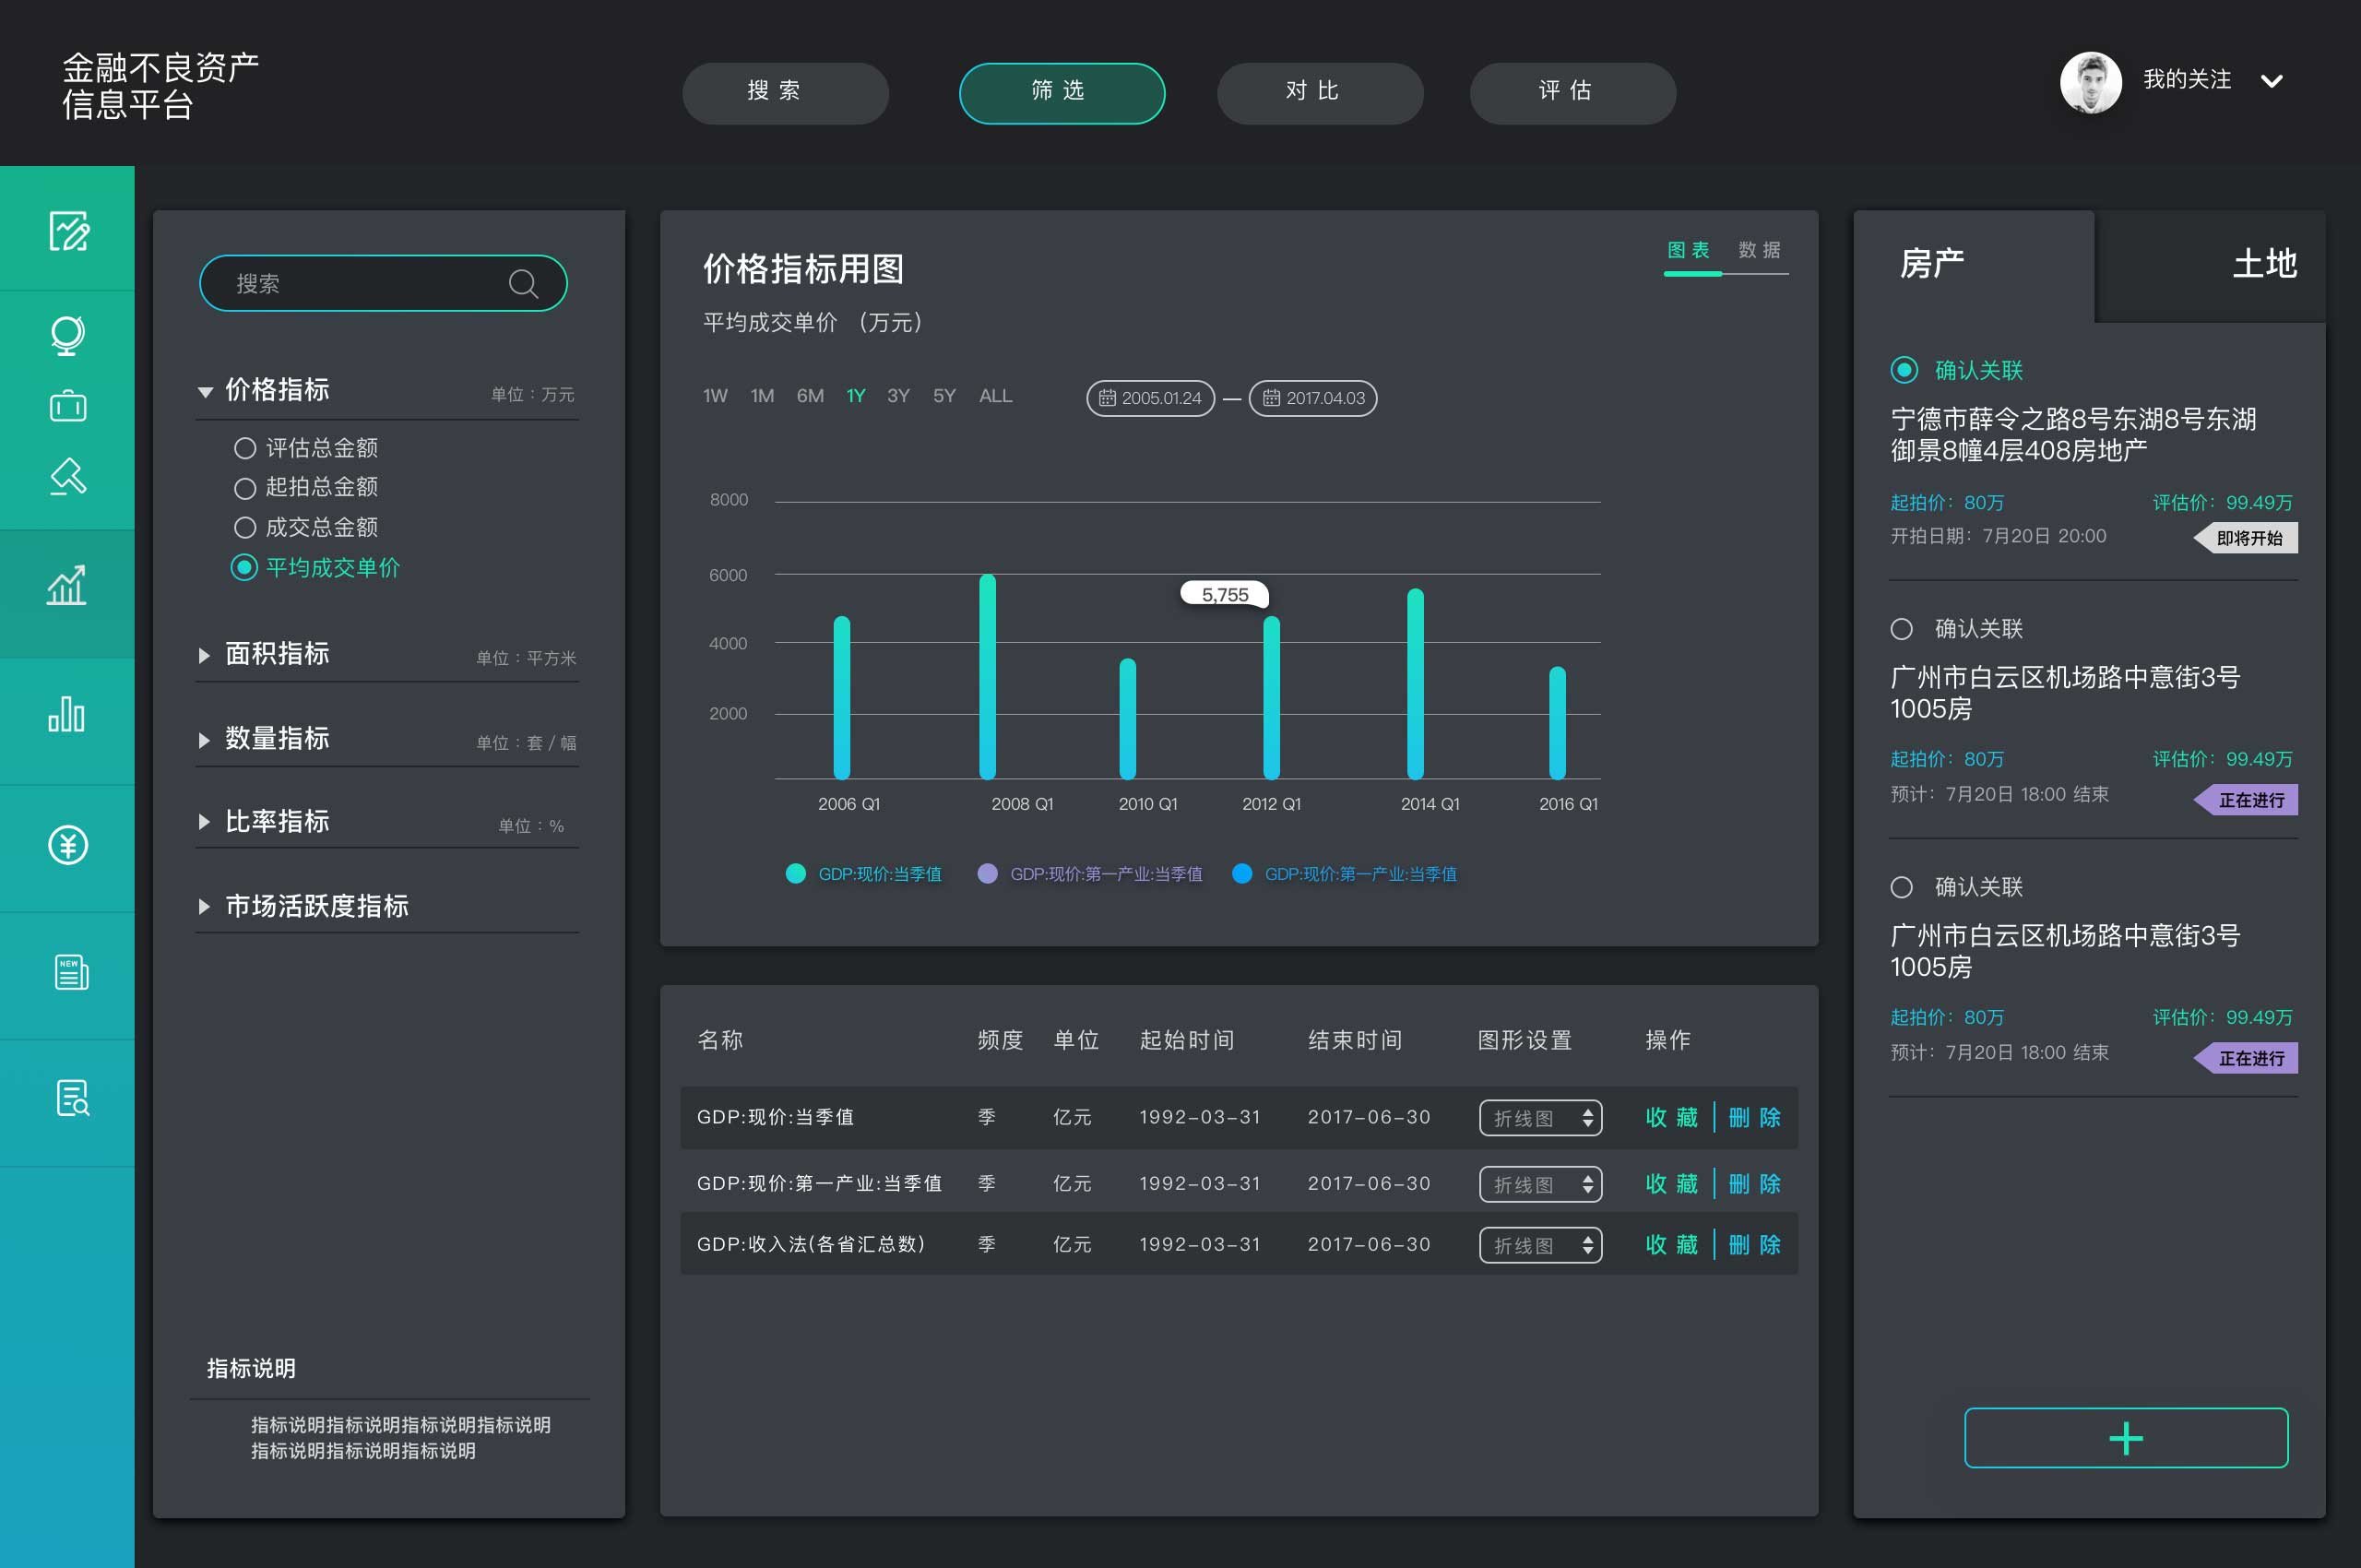 金融不良资产
信息平台
搜 索
筛 选
对 比
评 估
我的关注
搜索
价格指标
单位：万元
评估总金额
起拍总金额
成交总金额
平均成交单价
面积指标
单位：平方米
数量指标
单位：套 / 幅
比率指标
单位：%
市场活跃度指标
指标说明
指标说明指标说明指标说明指标说明
指标说明指标说明指标说明
价格指标用图
图 表 数 据
平均成交单价 （万元）
1W 1M 6M 1Y 3Y 5Y ALL
2005.01.24 — 2017.04.03
8000
6000
5,755
4000
2000
2006 Q1 2008 Q1 2010 Q1 2012 Q1 2014 Q1 2016 Q1
GDP:现价:当季值 GDP:现价:第一产业:当季值 GDP:现价:第一产业:当季值
名称 频度 单位 起始时间 结束时间 图形设置 操作
GDP:现价:当季值 季 亿元 1992-03-31 2017-06-30 折线图 收 藏 删 除
GDP:现价:第一产业:当季值 季 亿元 1992-03-31 2017-06-30 折线图 收 藏 删 除
GDP:收入法(各省汇总数) 季 亿元 1992-03-31 2017-06-30 折线图 收 藏 删 除
房产 土地
确认关联
宁德市薛令之路8号东湖8号东湖
御景8幢4层408房地产
起拍价：80万 评估价：99.49万
开拍日期：7月20日 20:00 即将开始
确认关联
广州市白云区机场路中意街3号
1005房
起拍价：80万 评估价：99.49万
预计：7月20日 18:00 结束 正在进行
确认关联
广州市白云区机场路中意街3号
1005房
起拍价：80万 评估价：99.49万
预计：7月20日 18:00 结束 正在进行
NEW